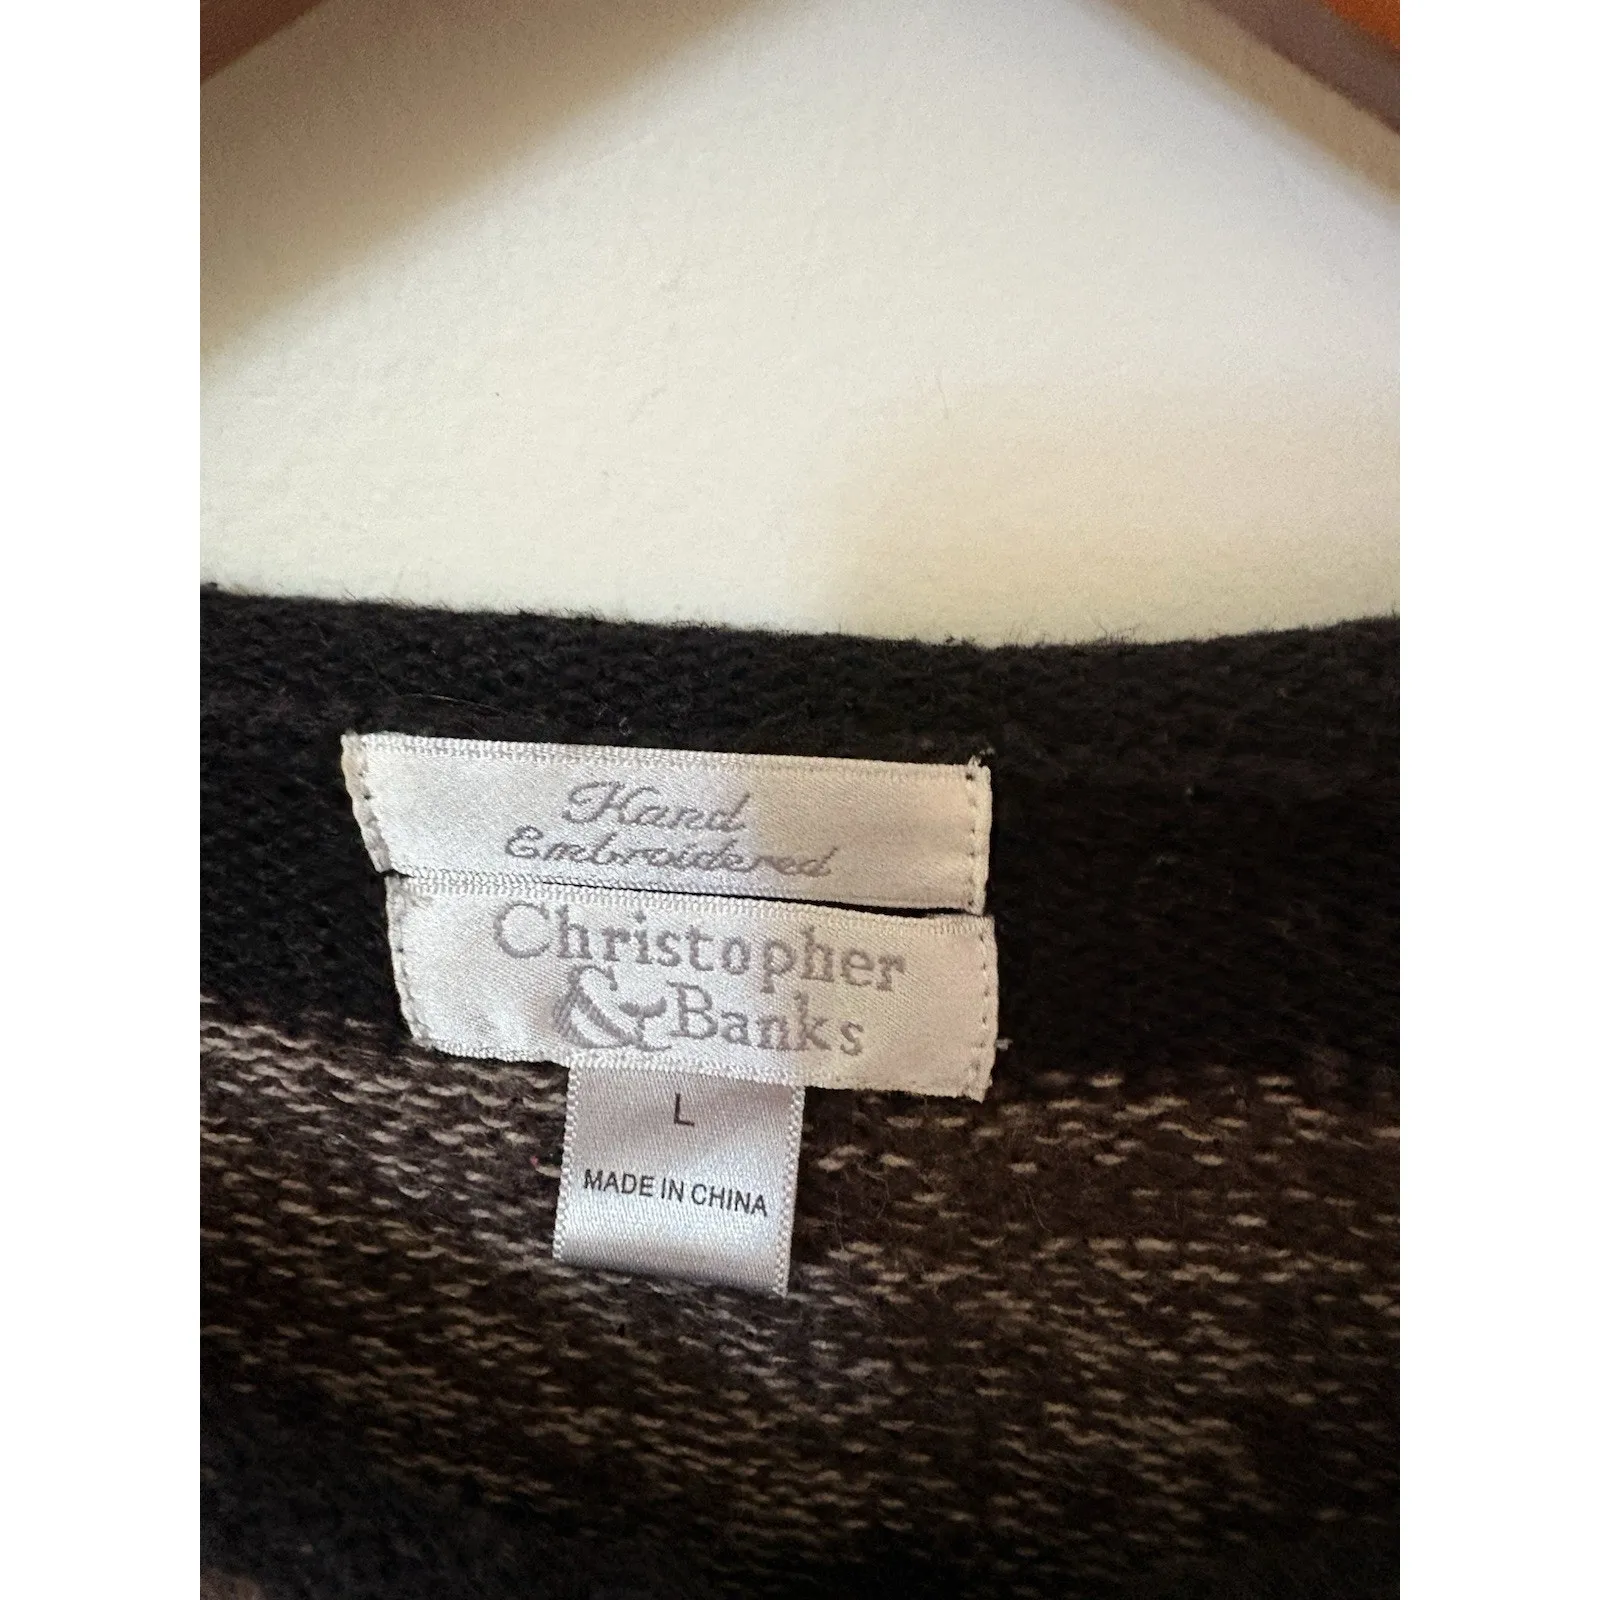 Hand
Embroidered
Christopher
& Banks
L
MADE IN CHINA